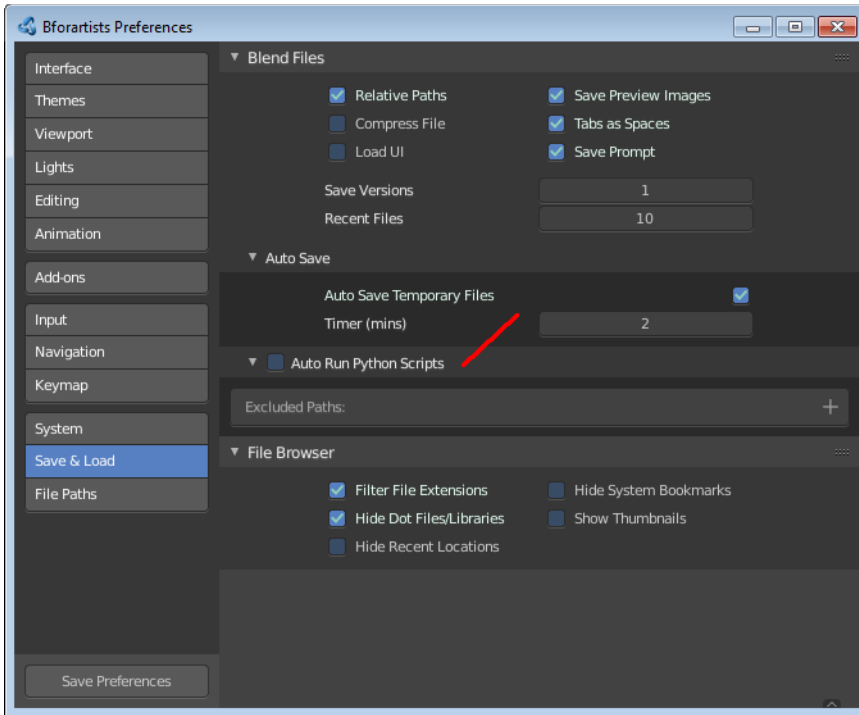 Bforartists Preferences
Interface
Themes
Viewport
Lights
Editing
Animation
Add-ons
Input
Navigation
Keymap
System
Save & Load
File Paths
Save Preferences
Blend Files
Relative Paths
Save Preview Images
Compress File
Tabs as Spaces
Load UI
Save Prompt
Save Versions 1
Recent Files 10
Auto Save
Auto Save Temporary Files
Timer (mins) 2
Auto Run Python Scripts
Excluded Paths:
File Browser
Filter File Extensions
Hide System Bookmarks
Hide Dot Files/Libraries
Show Thumbnails
Hide Recent Locations